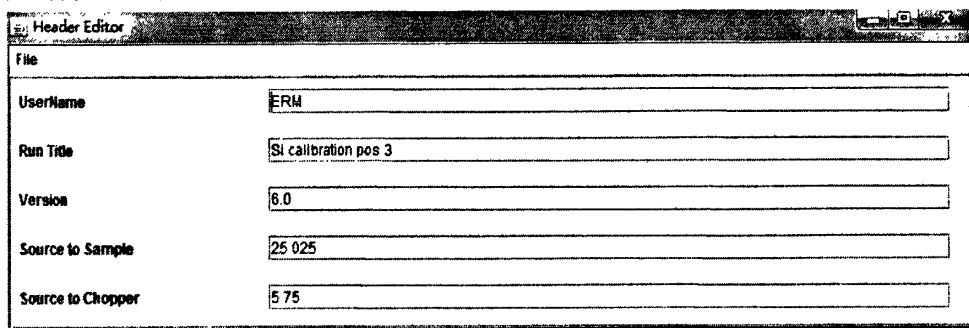 Header Editor
File
UserName ERM
Run Title Si calibration pos 3
Version 6.0
Source to Sample 25 025
Source to Chopper 5 75